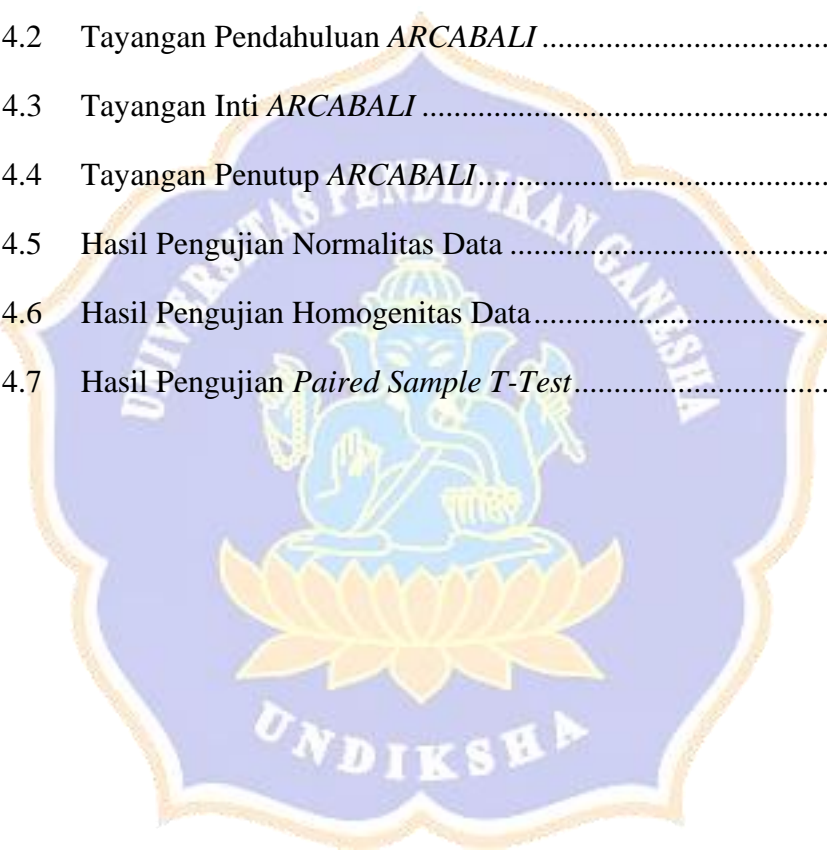 4.2 Tayangan Pendahuluan ARCABALI ................................
4.3 Tayangan Inti ARCABALI ................................
4.4 Tayangan Penutup ARCABALI ................................
4.5 Hasil Pengujian Normalitas Data ................................
4.6 Hasil Pengujian Homogenitas Data ................................
4.7 Hasil Pengujian Paired Sample T-Test ................................
UNIVERSITAS PENDIDIKAN GANESHA
UNDIKSHA